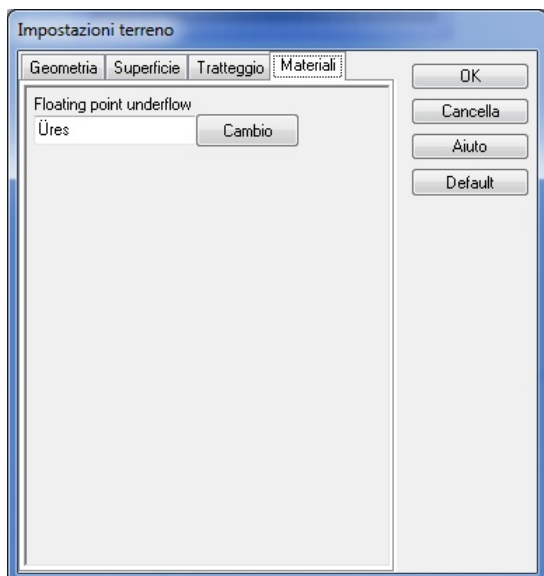 Impostazioni terreno
Geometria Superficie Tratteggio Materiali
OK
Cancella
Aiuto
Default
Floating point underflow
Üres Cambio